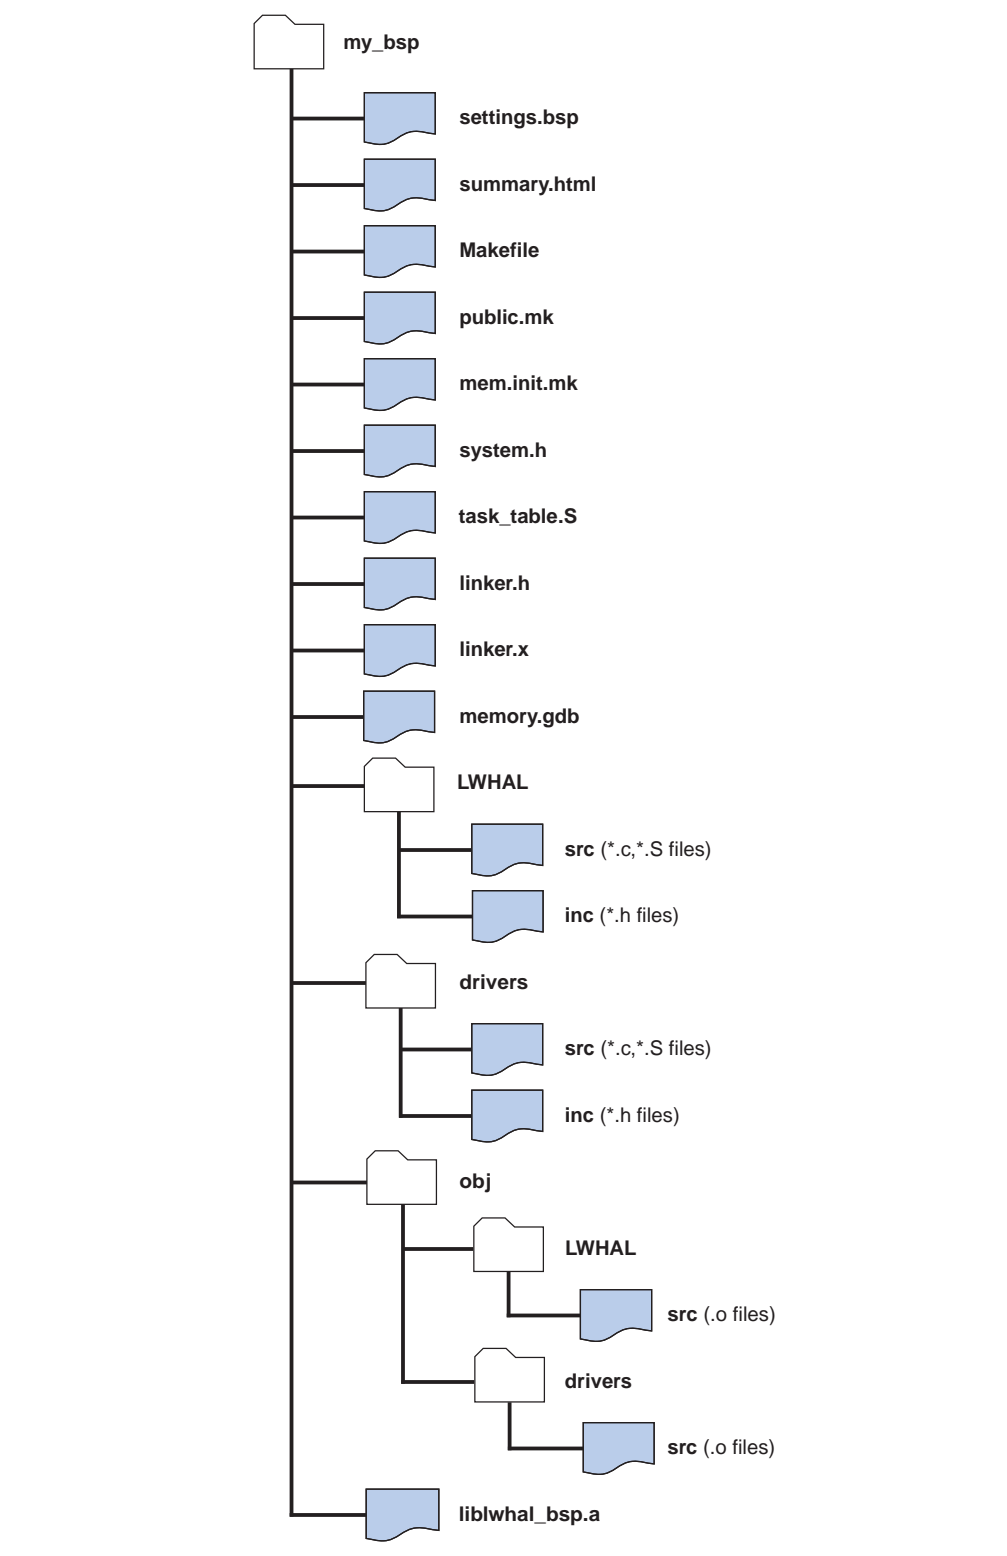 my_bsp
settings.bsp
summary.html
Makefile
public.mk
mem.init.mk
system.h
task_table.S
linker.h
linker.x
memory.gdb
LWHAL
src (*.c,*.S files)
inc (*.h files)
drivers
src (*.c,*.S files)
inc (*.h files)
obj
LWHAL
src (.o files)
drivers
src (.o files)
liblwhal_bsp.a